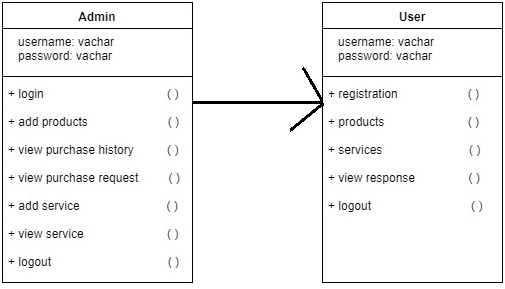 Admin
username: vachar
password: vachar
+ login ( )
+ add products ( )
+ view purchase history ( )
+ view purchase request ( )
+ add service ( )
+ view service ( )
+ logout ( )
User
username: vachar
password: vachar
+ registration ( )
+ products ( )
+ services ( )
+ view response ( )
+ logout ( )